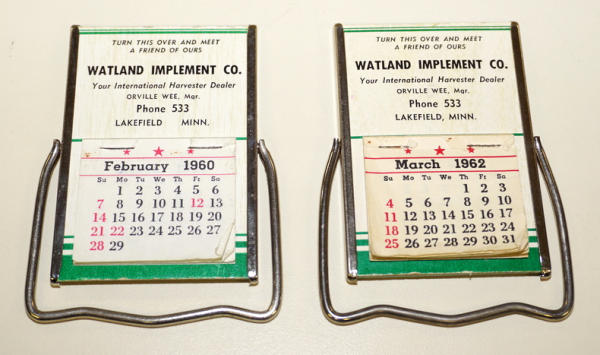 TURN THIS OVER AND MEET
A FRIEND OF OURS
WATLAND IMPLEMENT CO.
Your International Harvester Dealer
ORVILLE WEE, Mgr.
Phone 533
LAKEFIELD MINN.
February 1960
Su Mo Tu We Th Fr Sa
1 2 3 4 5 6
7 8 9 10 11 12 13
14 15 16 17 18 19 20
21 22 23 24 25 26 27
28 29
TURN THIS OVER AND MEET
A FRIEND OF OURS
WATLAND IMPLEMENT CO.
Your International Harvester Dealer
ORVILLE WEE, Mgr.
Phone 533
LAKEFIELD, MINN.
March 1962
Su Mo Tu We Th Fr Sa
1 2 3
4 5 6 7 8 9 10
11 12 13 14 15 16 17
18 19 20 21 22 23 24
25 26 27 28 29 30 31